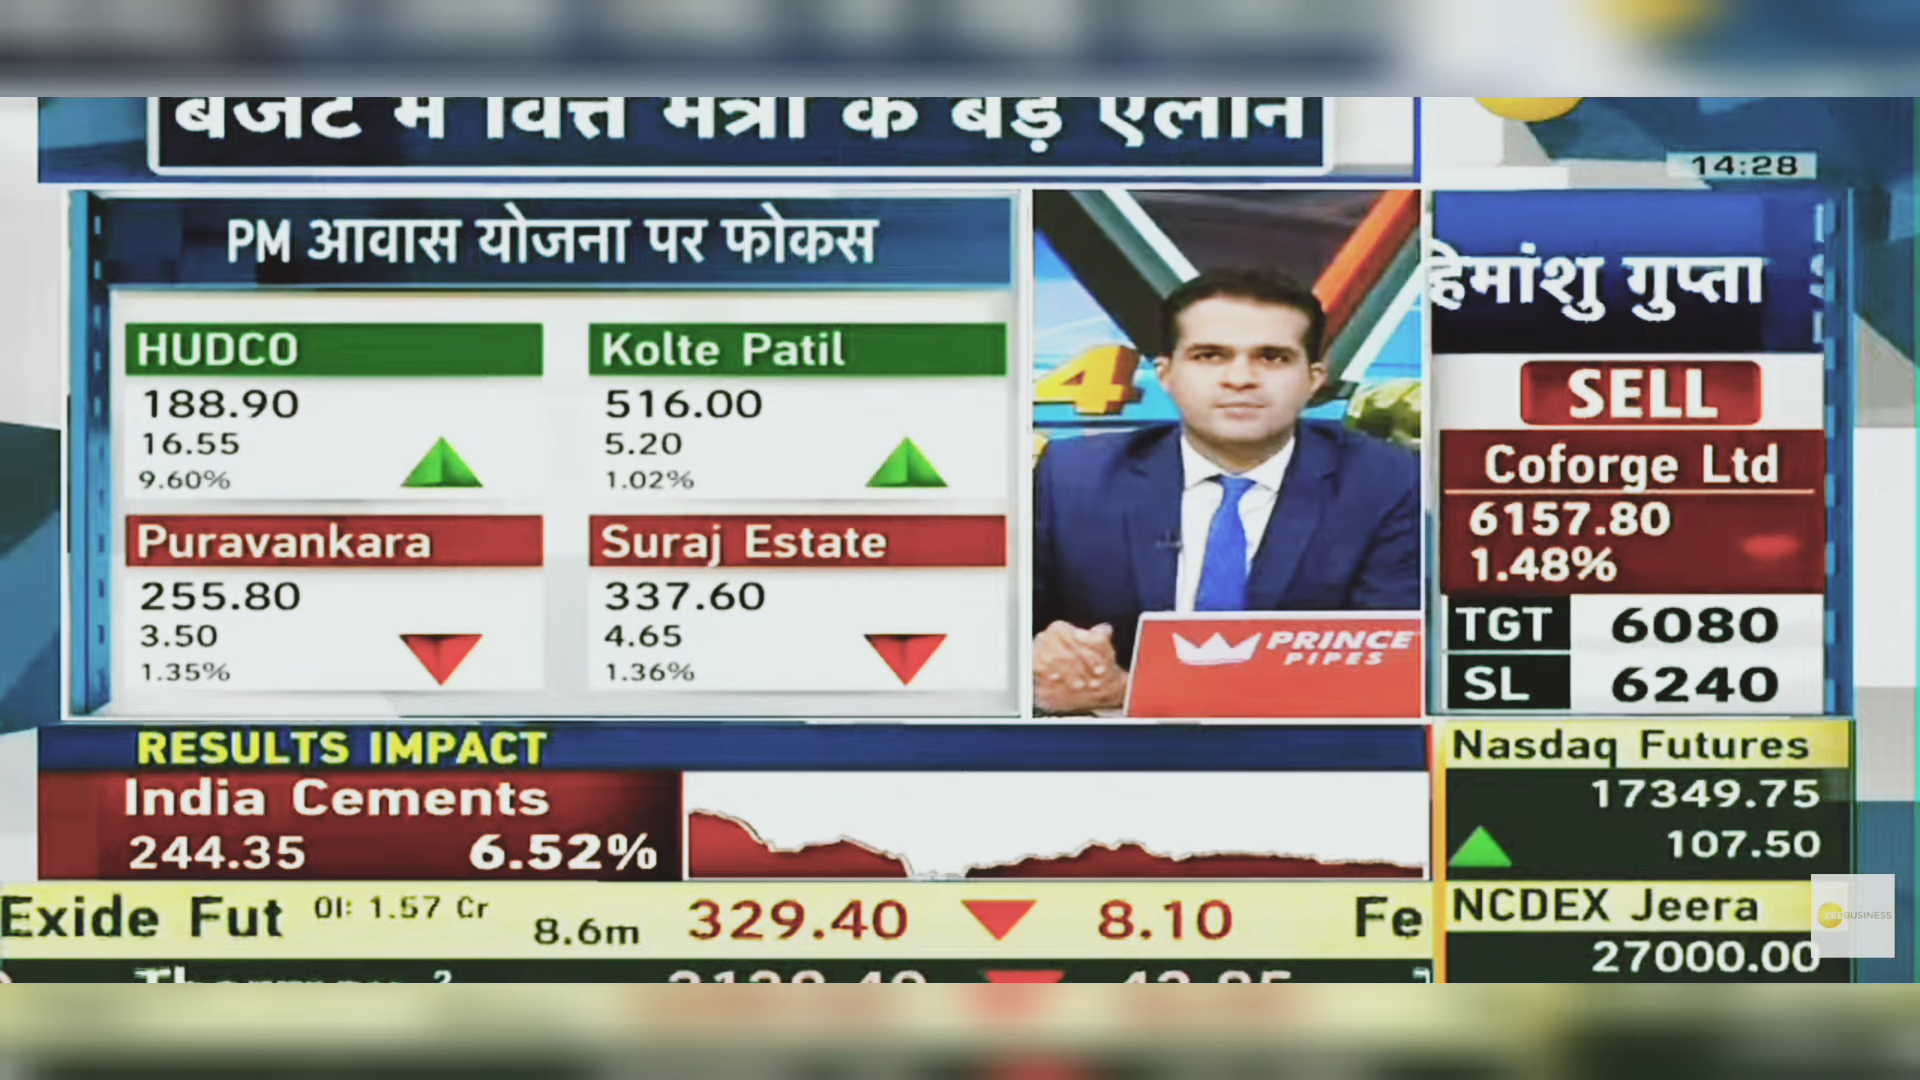 बजट में वित्त मंत्री के बड़े ऐलान
14:28
PM आवास योजना पर फोकस
HUDCO
188.90
16.55
9.60%
Kolte Patil
516.00
5.20
1.02%
Puravankara
255.80
3.50
1.35%
Suraj Estate
337.60
4.65
1.36%
4
PRINCE
PIPES
हिमांशु गुप्ता
SELL
Coforge Ltd
6157.80
1.48%
TGT 6080
SL 6240
RESULTS IMPACT
India Cements
244.35 6.52%
Nasdaq Futures
17349.75
107.50
Exide Fut OI: 1.57 Cr 8.6m 329.40 8.10 Fe
NCDEX Jeera
27000.00
ZEEBUSINESS